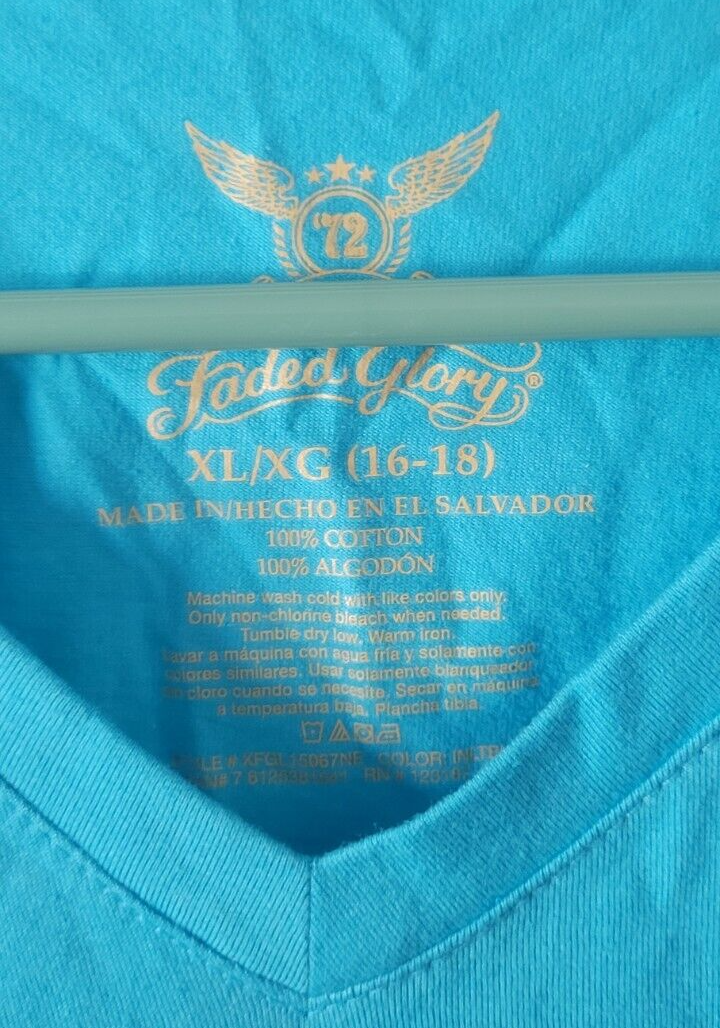 '72
Faded Glory®
XL/XG (16-18)
MADE IN/HECHO EN EL SALVADOR
100% COTTON
100% ALGODÓN
Machine wash cold with like colors only.
Only non-chlorine bleach when needed.
Tumble dry low. Warm iron.
Lavar a máquina con agua fría y solamente con
colores similares. Usar solamente blanqueador
sin cloro cuando se necesite. Secar en máquina
a temperatura baja. Plancha tibia.
# COLOR:
RN #